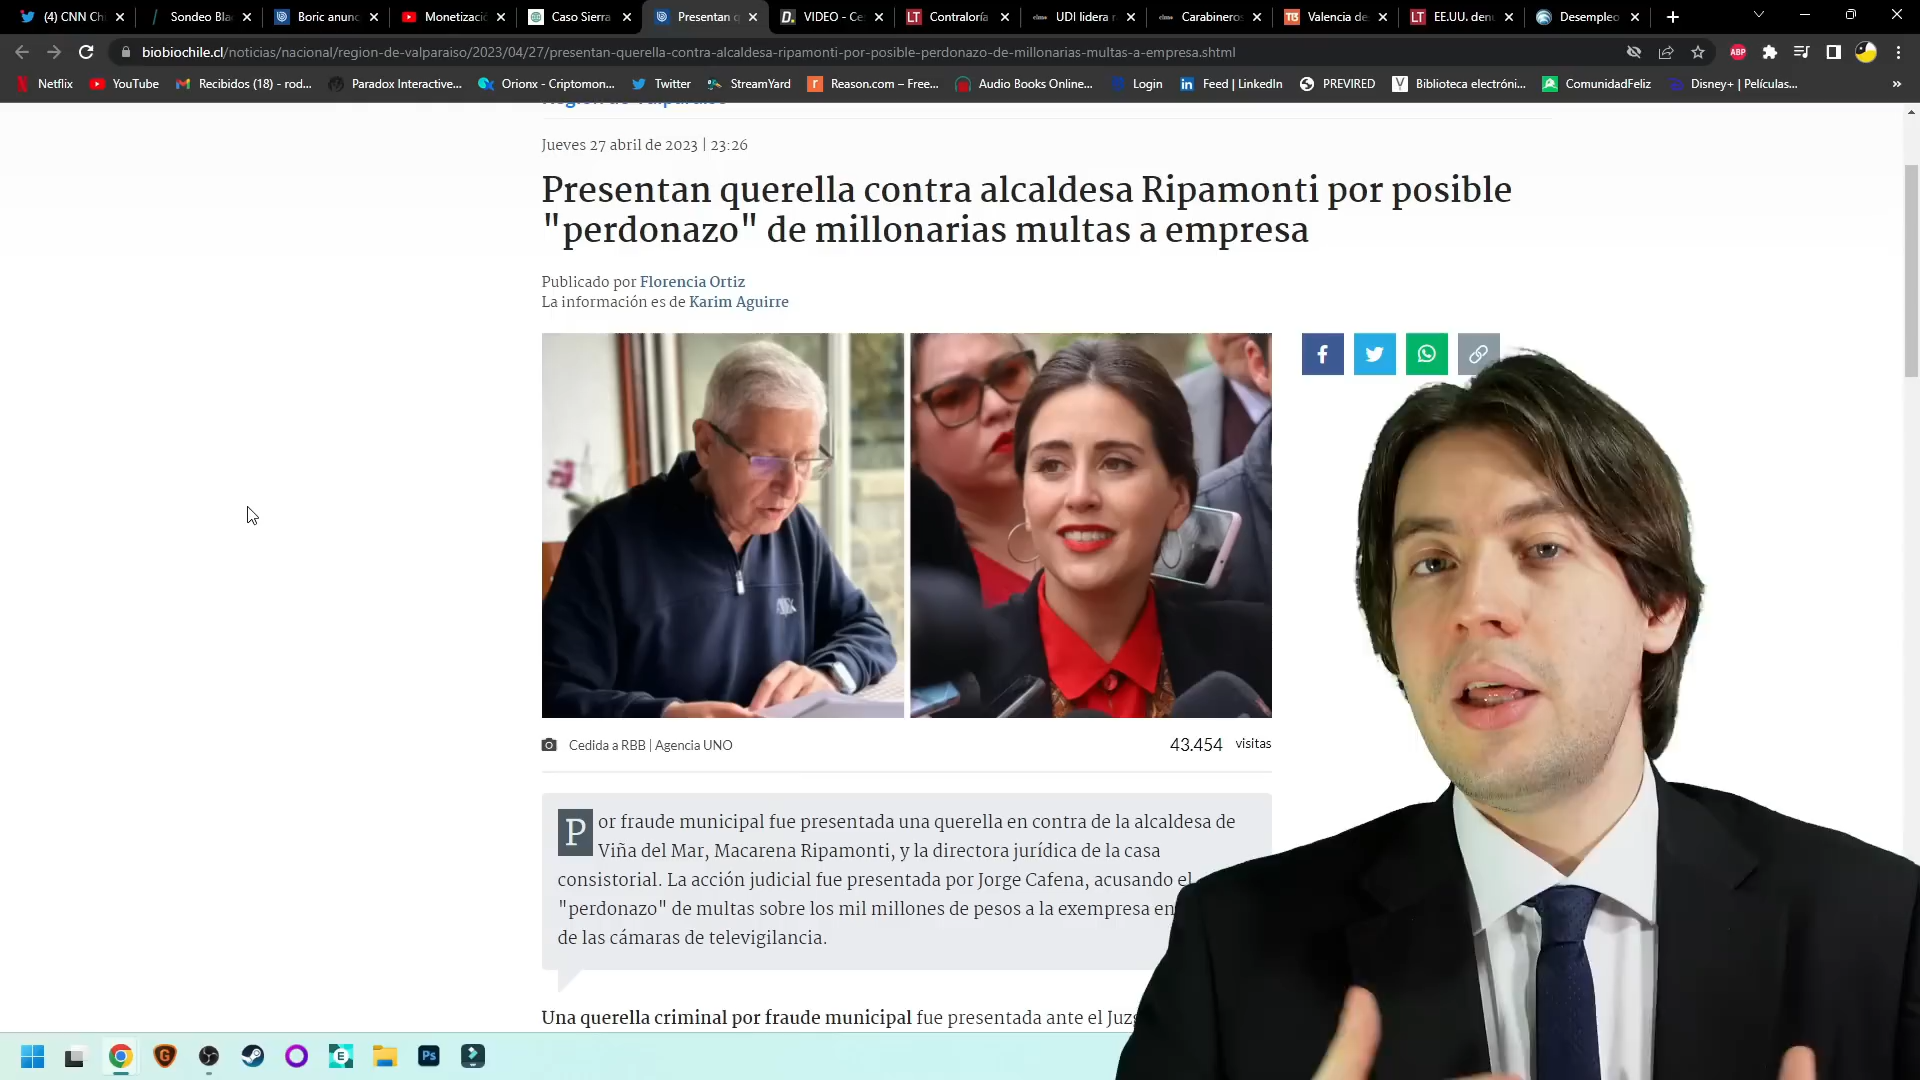 (4) CNN Ch
Sondeo Bla
Boric anunc
Monetizació
Caso Sierra
Presentan q
VIDEO - Ce
Contraloría
UDI lidera
Carabineros
Valencia de
EE.UU. den
Desempleo
biobiochile.cl/noticias/nacional/region-de-valparaiso/2023/04/27/presentan-querella-contra-alcaldesa-ripamonti-por-posible-perdonazo-de-millonarias-multas-a-empresa.shtml
ABP
Netflix
YouTube
Recibidos (18) - rod...
Paradox Interactive...
Orionx - Criptomon...
Twitter
StreamYard
Reason.com – Free...
Audio Books Online...
Login
Feed | LinkedIn
PREVIRED
Biblioteca electróni...
ComunidadFeliz
Disney+ | Películas...
Región de Valparaíso
Jueves 27 abril de 2023 | 23:26
Presentan querella contra alcaldesa Ripamonti por posible
"perdonazo" de millonarias multas a empresa
Publicado por Florencia Ortiz
La información es de Karim Aguirre
Cedida a RBB | Agencia UNO
43.454 visitas
Por fraude municipal fue presentada una querella en contra de la alcaldesa de
Viña del Mar, Macarena Ripamonti, y la directora jurídica de la casa
consistorial. La acción judicial fue presentada por Jorge Cafena, acusando el
"perdonazo" de multas sobre los mil millones de pesos a la exempresa en
de las cámaras de televigilancia.
Una querella criminal por fraude municipal fue presentada ante el Juzg